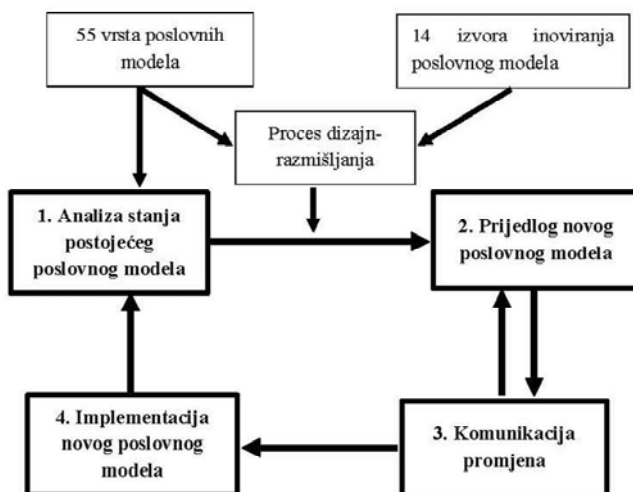 55 vrsta poslovnih
modela
14 izvora inoviranja
poslovnog modela
Proces dizajn-
razmišljanja
1. Analiza stanja
postojećeg
poslovnog modela
2. Prijedlog novog
poslovnog modela
4. Implementacija
novog poslovnog
modela
3. Komunikacija
promjena